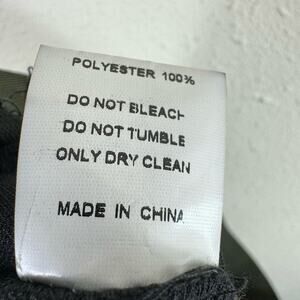 POLYESTER 100%
DO NOT BLEACH
DO NOT TUMBLE
ONLY DRY CLEAN
MADE IN CHINA